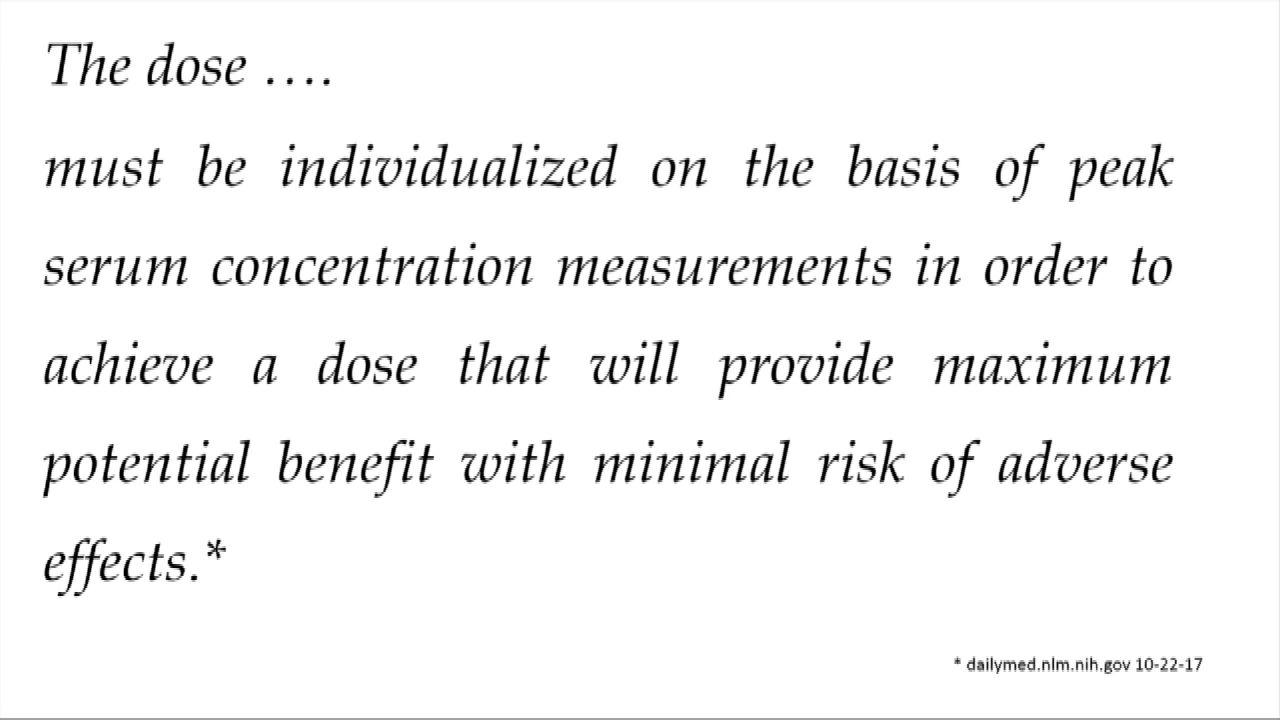 The dose ....
must be individualized on the basis of peak
serum concentration measurements in order to
achieve a dose that will provide maximum
potential benefit with minimal risk of adverse
effects.*
* dailymed.nlm.nih.gov 10-22-17